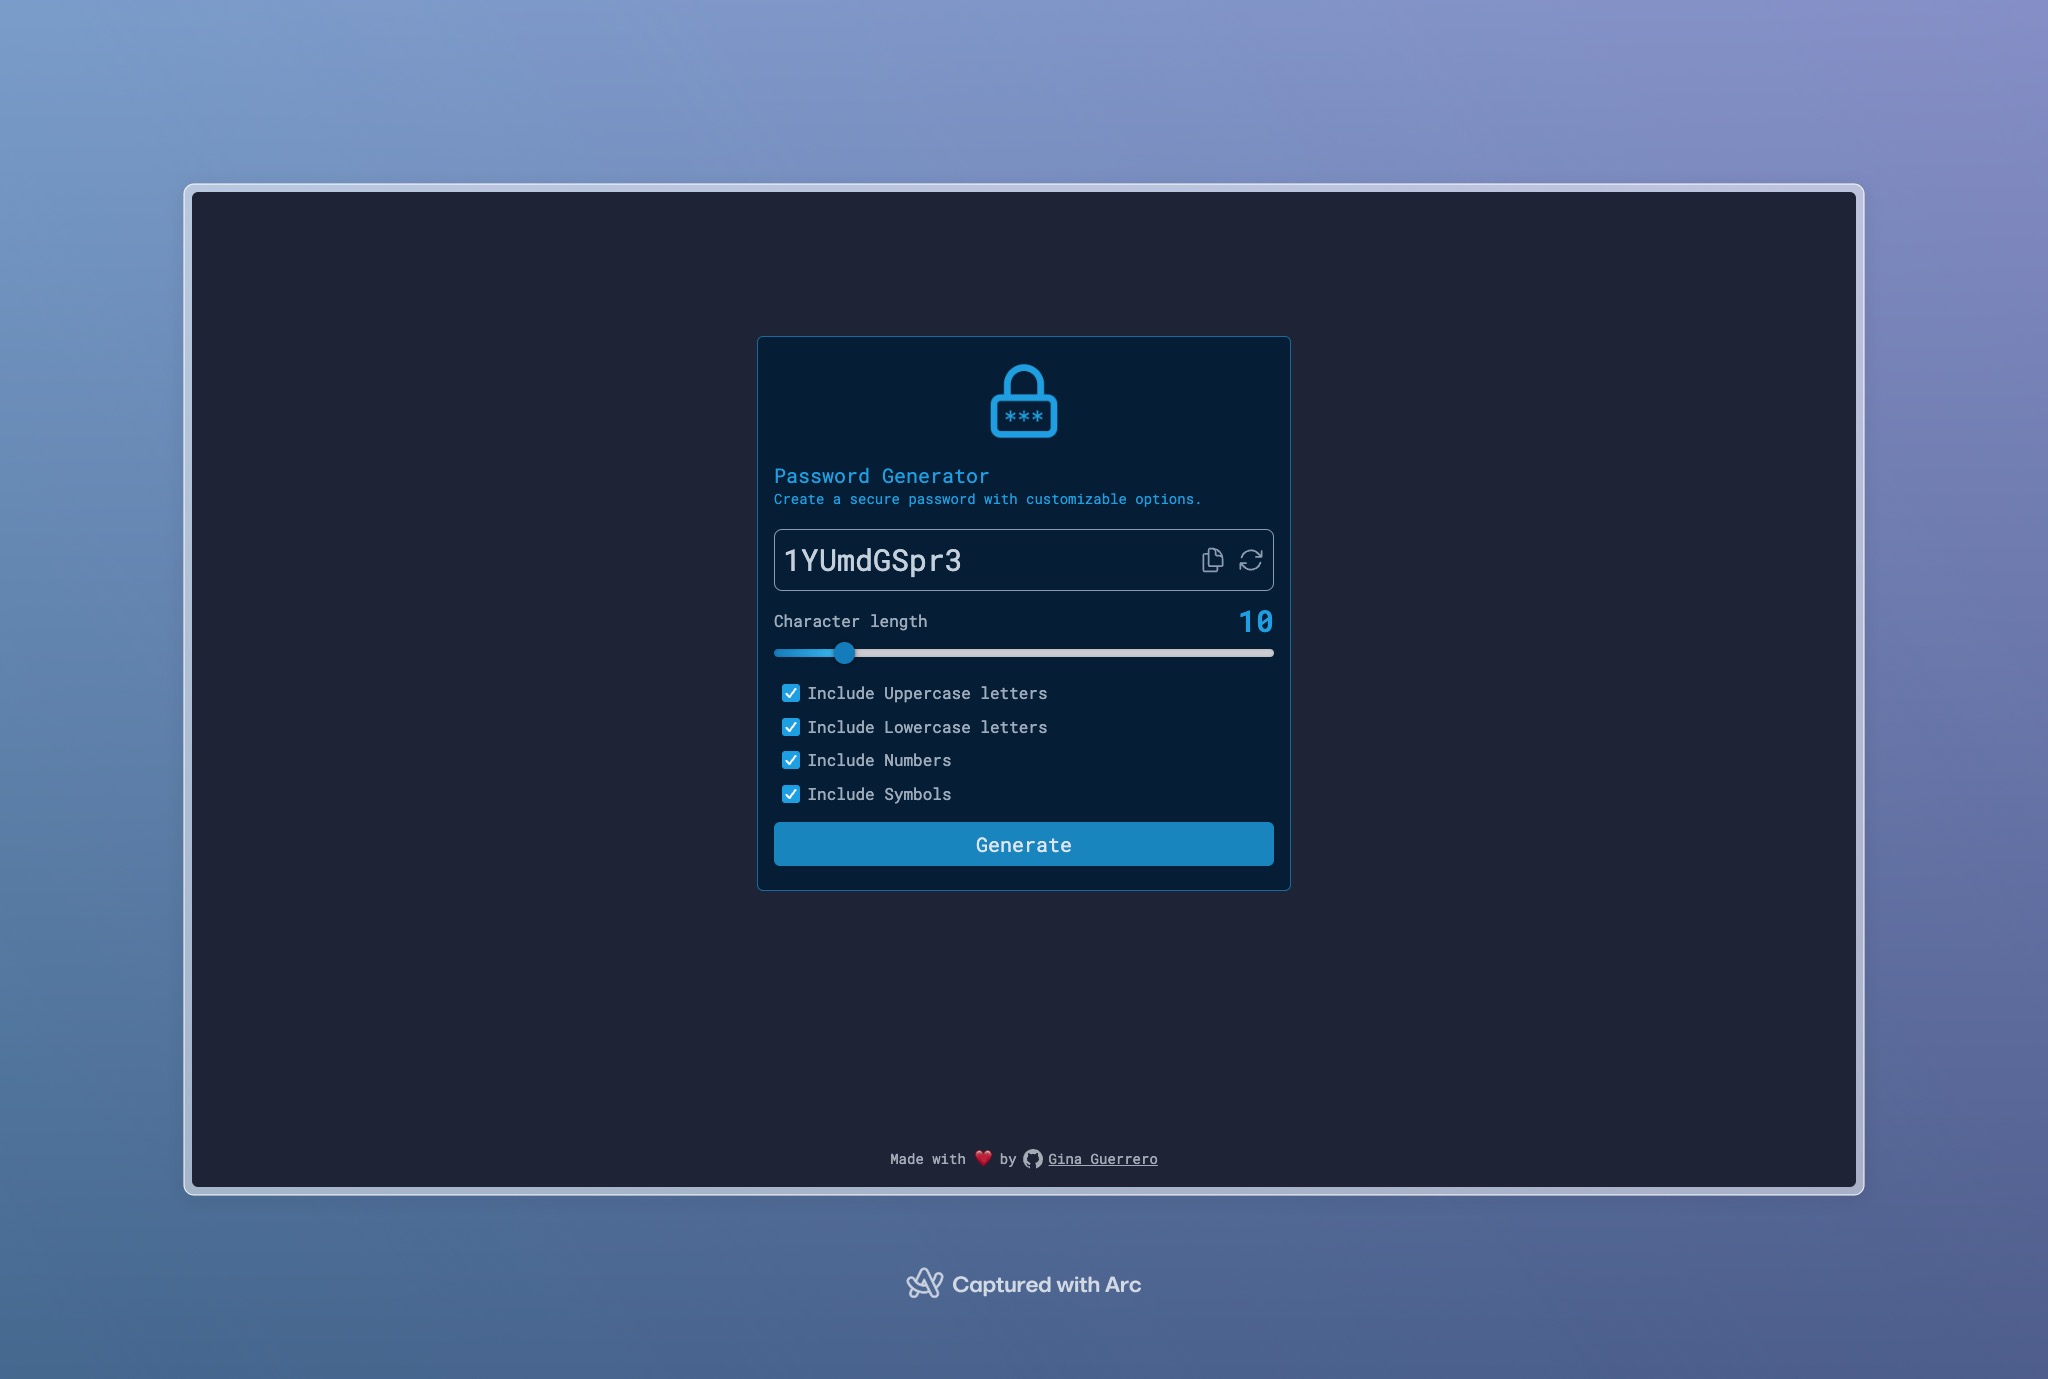 ***
Password Generator
Create a secure password with customizable options.
1YUmdGSpr3
Character length 10
Include Uppercase letters
Include Lowercase letters
Include Numbers
Include Symbols
Generate
Made with ❤️ by Gina Guerrero
Captured with Arc